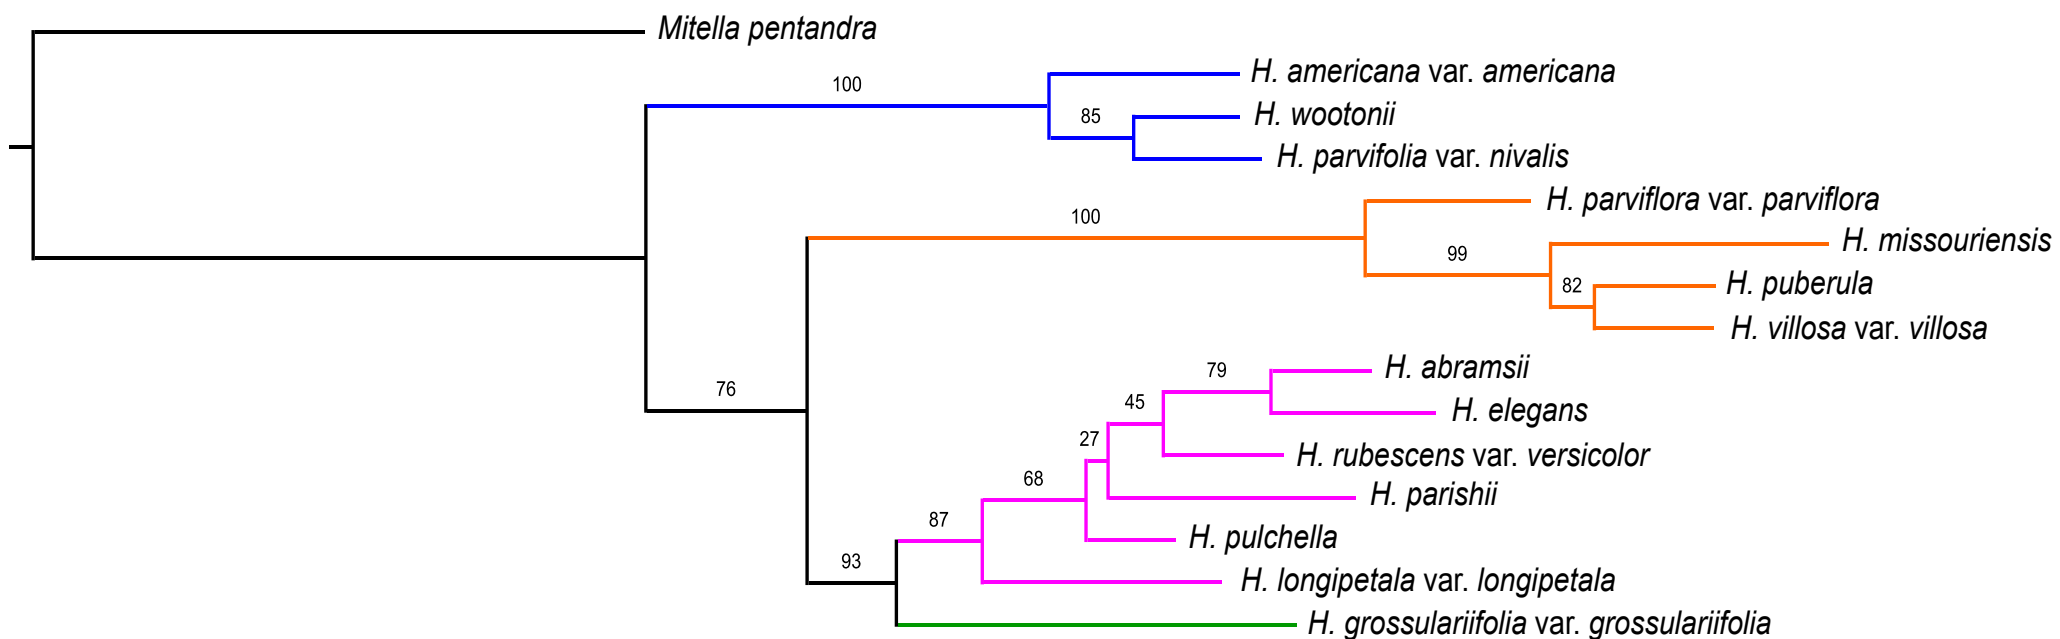 Mitella pentandra
H. americana var. americana
100
H. wootonii
85
H. parvifolia var. nivalis
H. parviflora var. parviflora
100
H. missouriensis
99
H. puberula
82
H. villosa var. villosa
H. abramsii
79
76
H. elegans
45
27
H. rubescens var. versicolor
68
H. parishii
87
H. pulchella
93
H. longipetala var. longipetala
H. grossulariifolia var. grossulariifolia